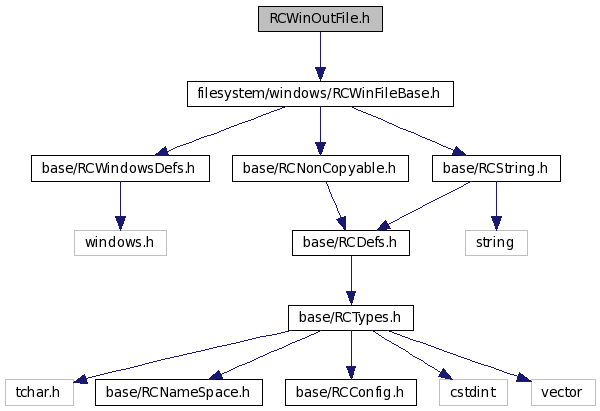 RCWinOutFile.h
filesystem/windows/RCWinFileBase.h
base/RCWindowsDefs.h
base/RCNonCopyable.h
base/RCString.h
windows.h
base/RCDefs.h
string
base/RCTypes.h
tchar.h
base/RCNameSpace.h
base/RCConfig.h
cstdint
vector